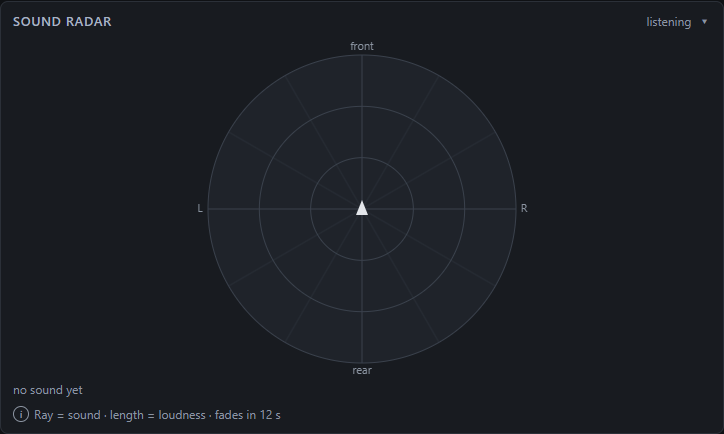 SOUND RADAR
listening ▼
front
L
R
rear
no sound yet
i Ray = sound · length = loudness · fades in 12 s